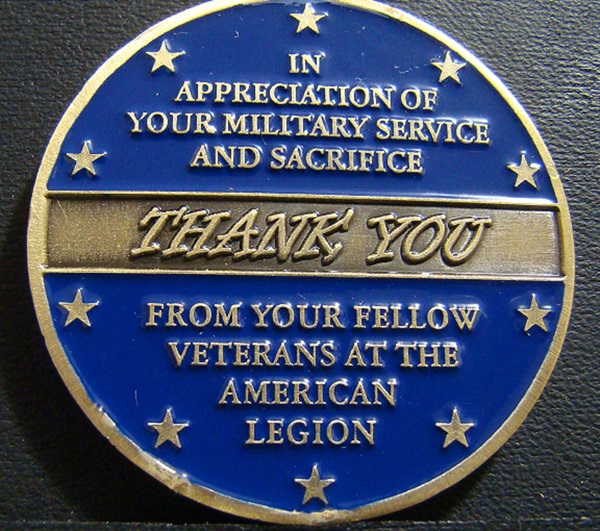 IN
APPRECIATION OF
YOUR MILITARY SERVICE
AND SACRIFICE
THANK YOU
FROM YOUR FELLOW
VETERANS AT THE
AMERICAN
LEGION